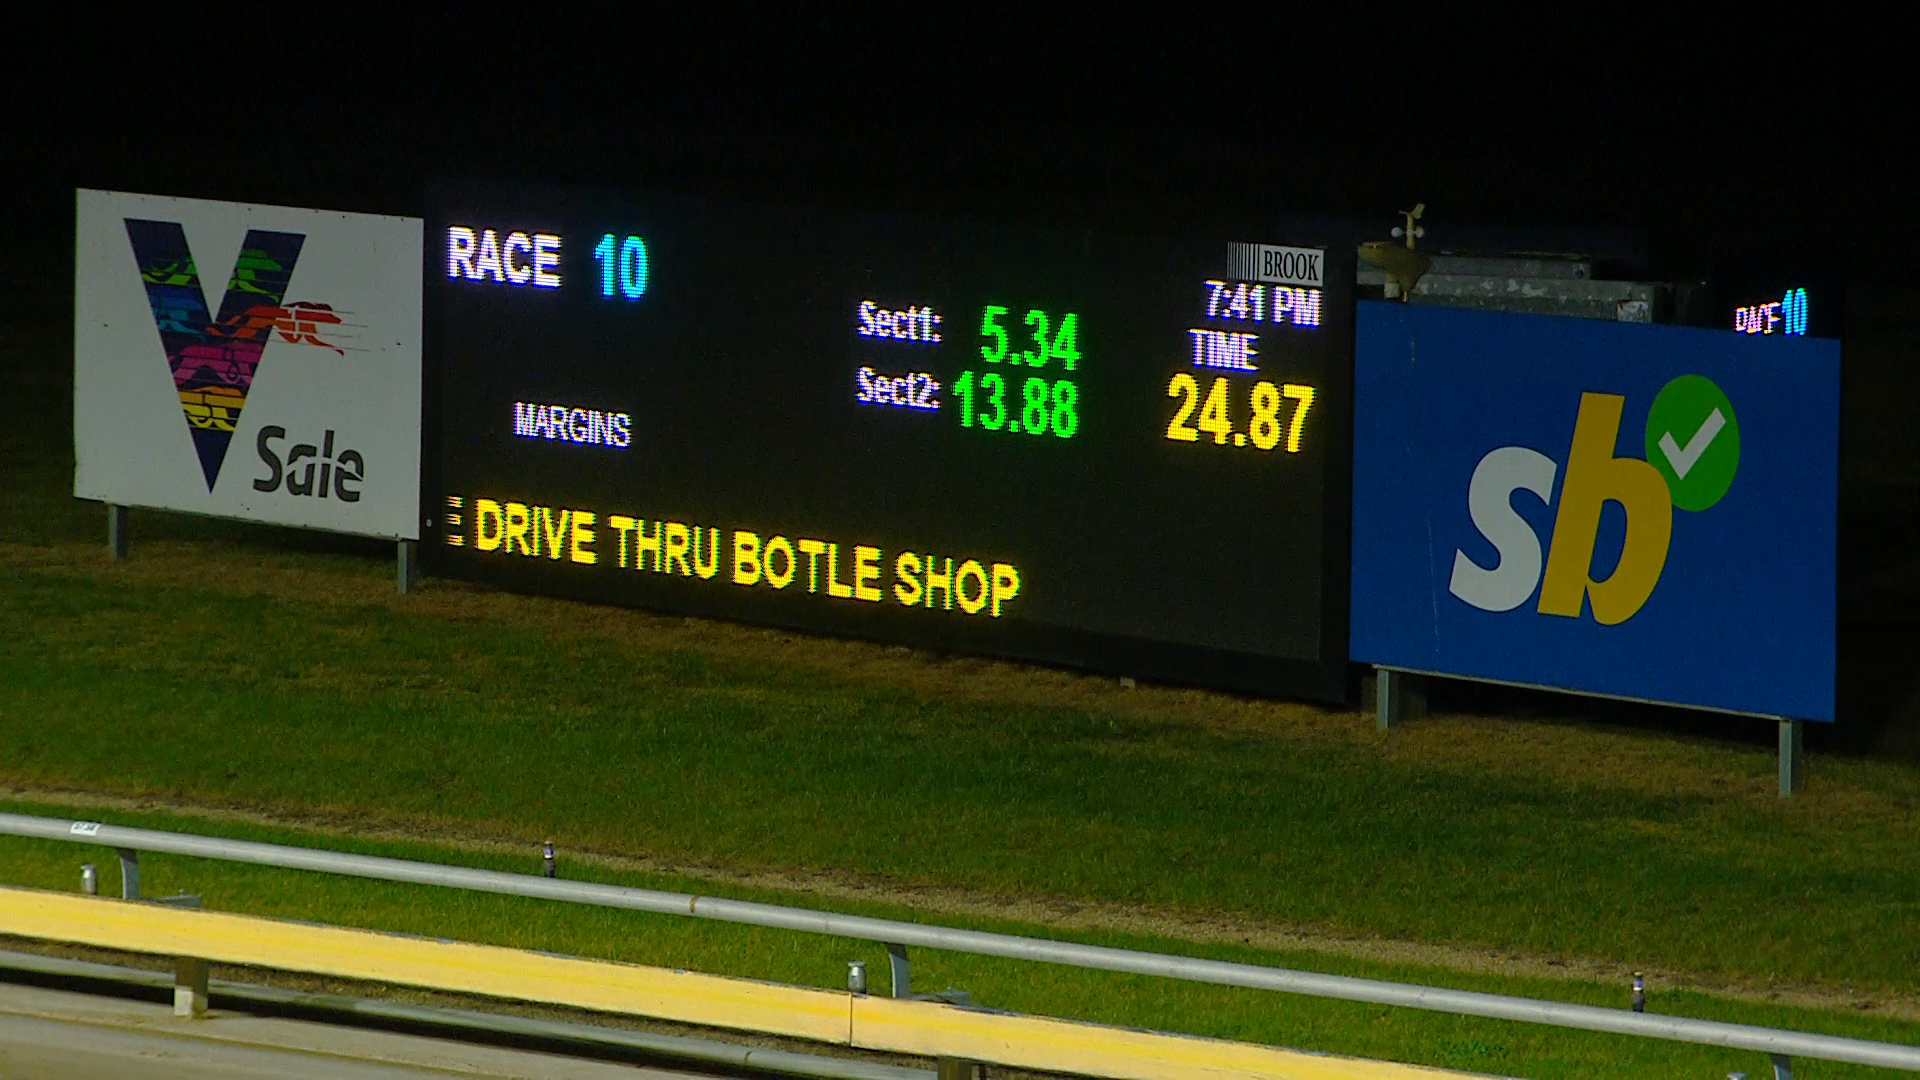 Sale
RACE 10
BROOK
7:41 PM
Sect1: 5.34
TIME
Sect2: 13.88
24.87
MARGINS
DRIVE THRU BOTLE SHOP
sb
RACE 10